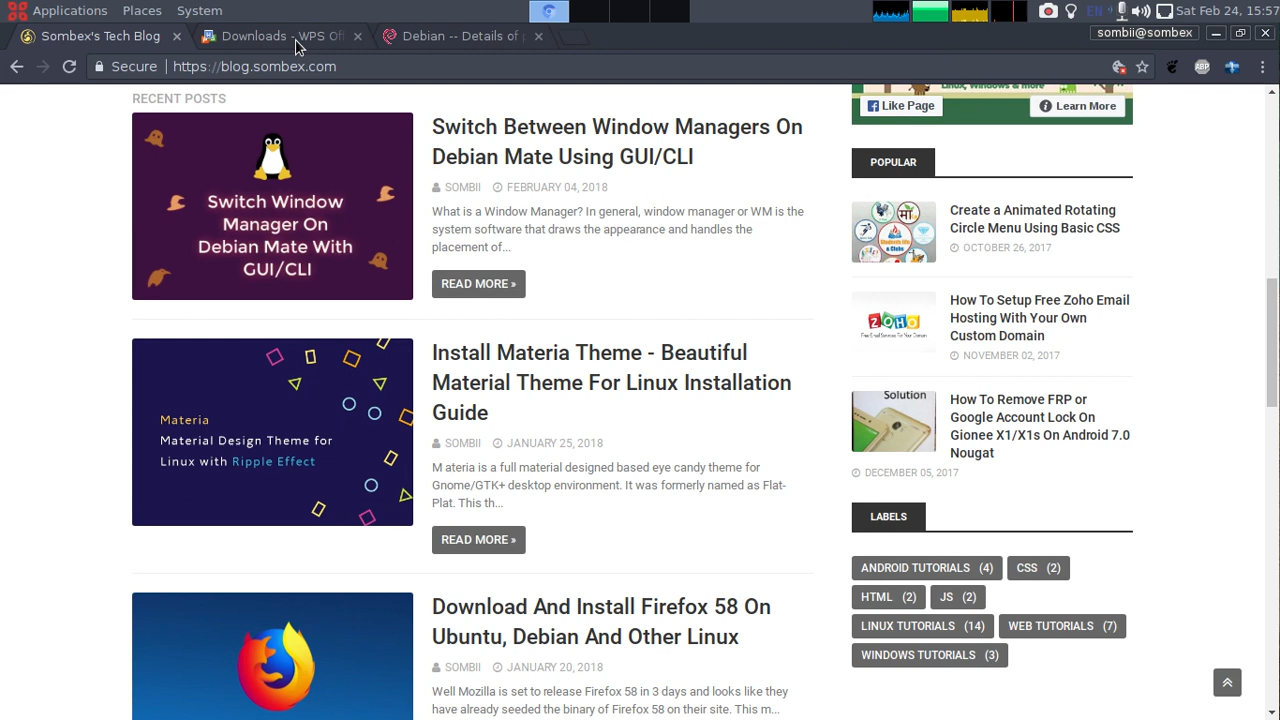 Applications Places System
EN Sat Feb 24, 15:57
Sombex's Tech Blog
Downloads - WPS Off
Debian -- Details of p
sombii@sombex
Secure https://blog.sombex.com
RECENT POSTS
Switch Window
Manager On
Debian Mate With
GUI/CLI
Switch Between Window Managers On
Debian Mate Using GUI/CLI
SOMBII FEBRUARY 04, 2018
What is a Window Manager? In general, window manager or WM is the
system software that draws the appearance and handles the
placement of...
READ MORE »
Materia
Material Design Theme for
Linux with Ripple Effect
Install Materia Theme - Beautiful
Material Theme For Linux Installation
Guide
SOMBII JANUARY 25, 2018
M ateria is a full material designed based eye candy theme for
Gnome/GTK+ desktop environment. It was formerly named as Flat-
Plat. This th...
READ MORE »
Download And Install Firefox 58 On
Ubuntu, Debian And Other Linux
SOMBII JANUARY 20, 2018
Well Mozilla is set to release Firefox 58 in 3 days and looks like they
have already seeded the binary of Firefox 58 on their site. This m...
Linux, Windows & more
Like Page
Learn More
POPULAR
Create a Animated Rotating
Circle Menu Using Basic CSS
OCTOBER 26, 2017
ZOHO
How To Setup Free Zoho Email
Hosting With Your Own
Custom Domain
NOVEMBER 02, 2017
Solution
How To Remove FRP or
Google Account Lock On
Gionee X1/X1s On Android 7.0
Nougat
DECEMBER 05, 2017
LABELS
ANDROID TUTORIALS (4)
CSS (2)
HTML (2)
JS (2)
LINUX TUTORIALS (14)
WEB TUTORIALS (7)
WINDOWS TUTORIALS (3)